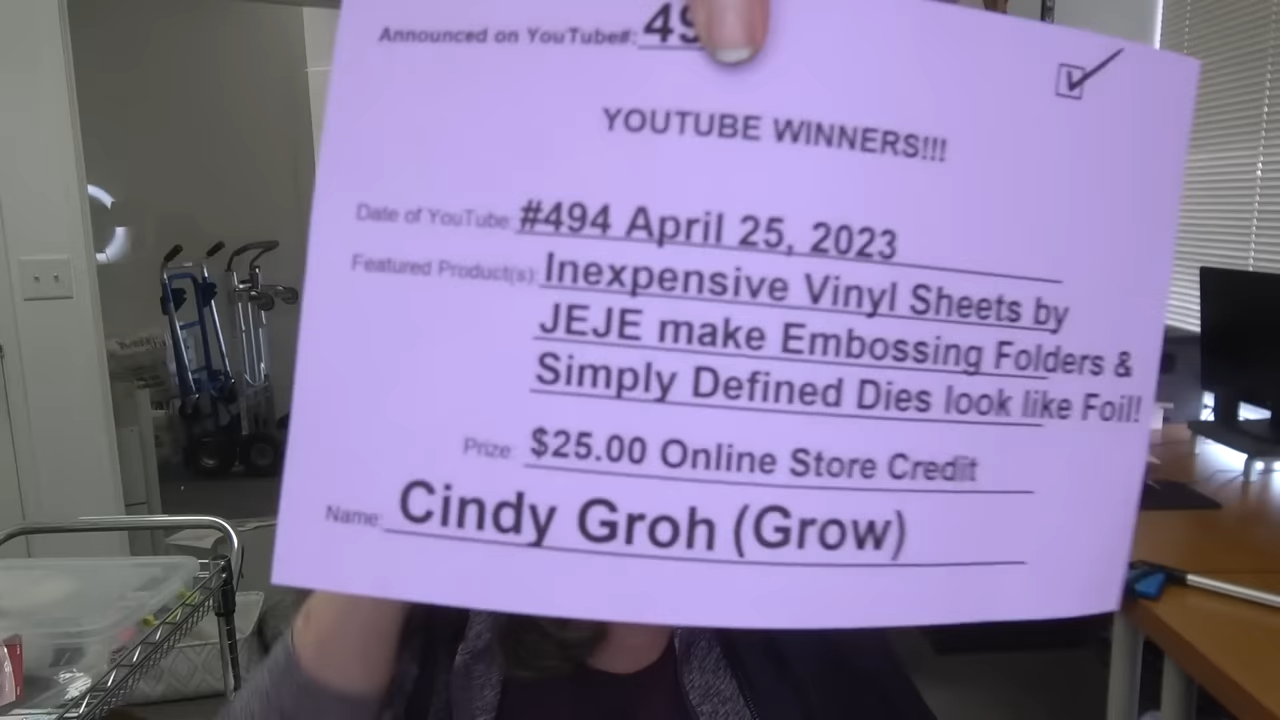 Announced on YouTube#:
YOUTUBE WINNERS!!!
Date of YouTube: #494 April 25, 2023
Featured Product(s): Inexpensive Vinyl Sheets by
JEJE make Embossing Folders &
Simply Defined Dies look like Foil!
Prize: $25.00 Online Store Credit
Name: Cindy Groh (Grow)